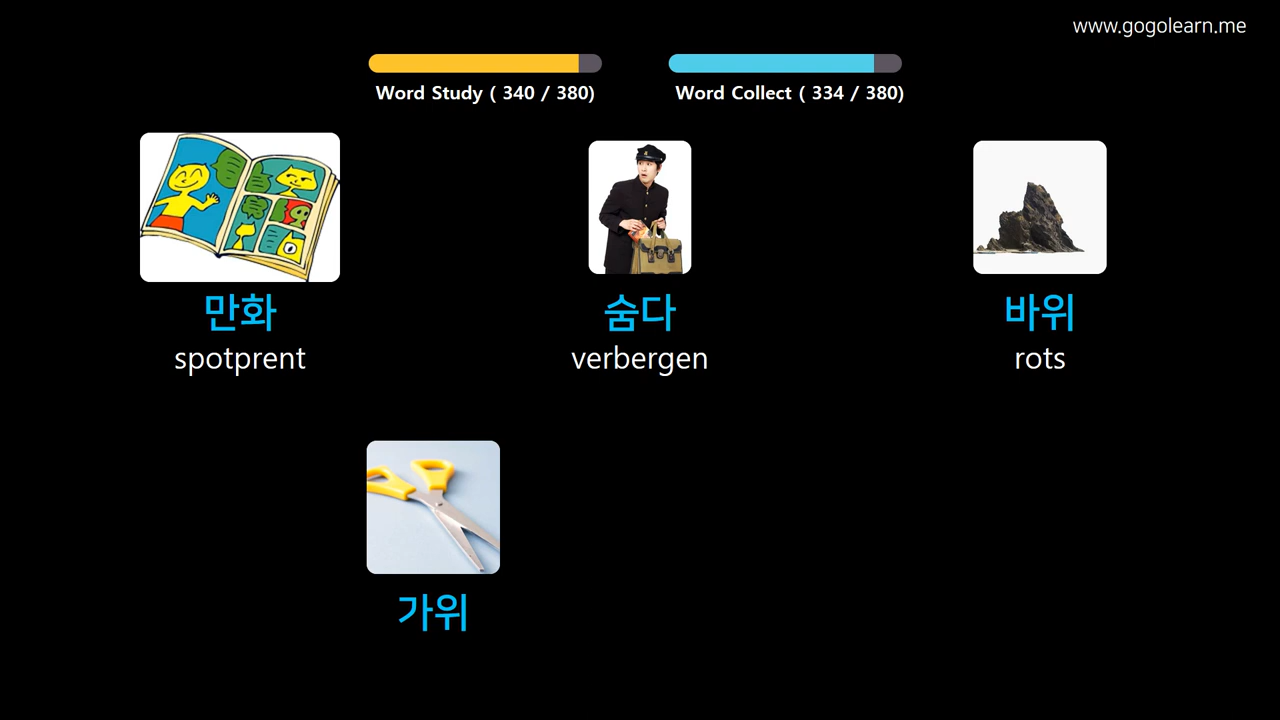 www.gogolearn.me
Word Study ( 340 / 380)
Word Collect ( 334 / 380)
만화
숨다
바위
spotprent
verbergen
rots
가위